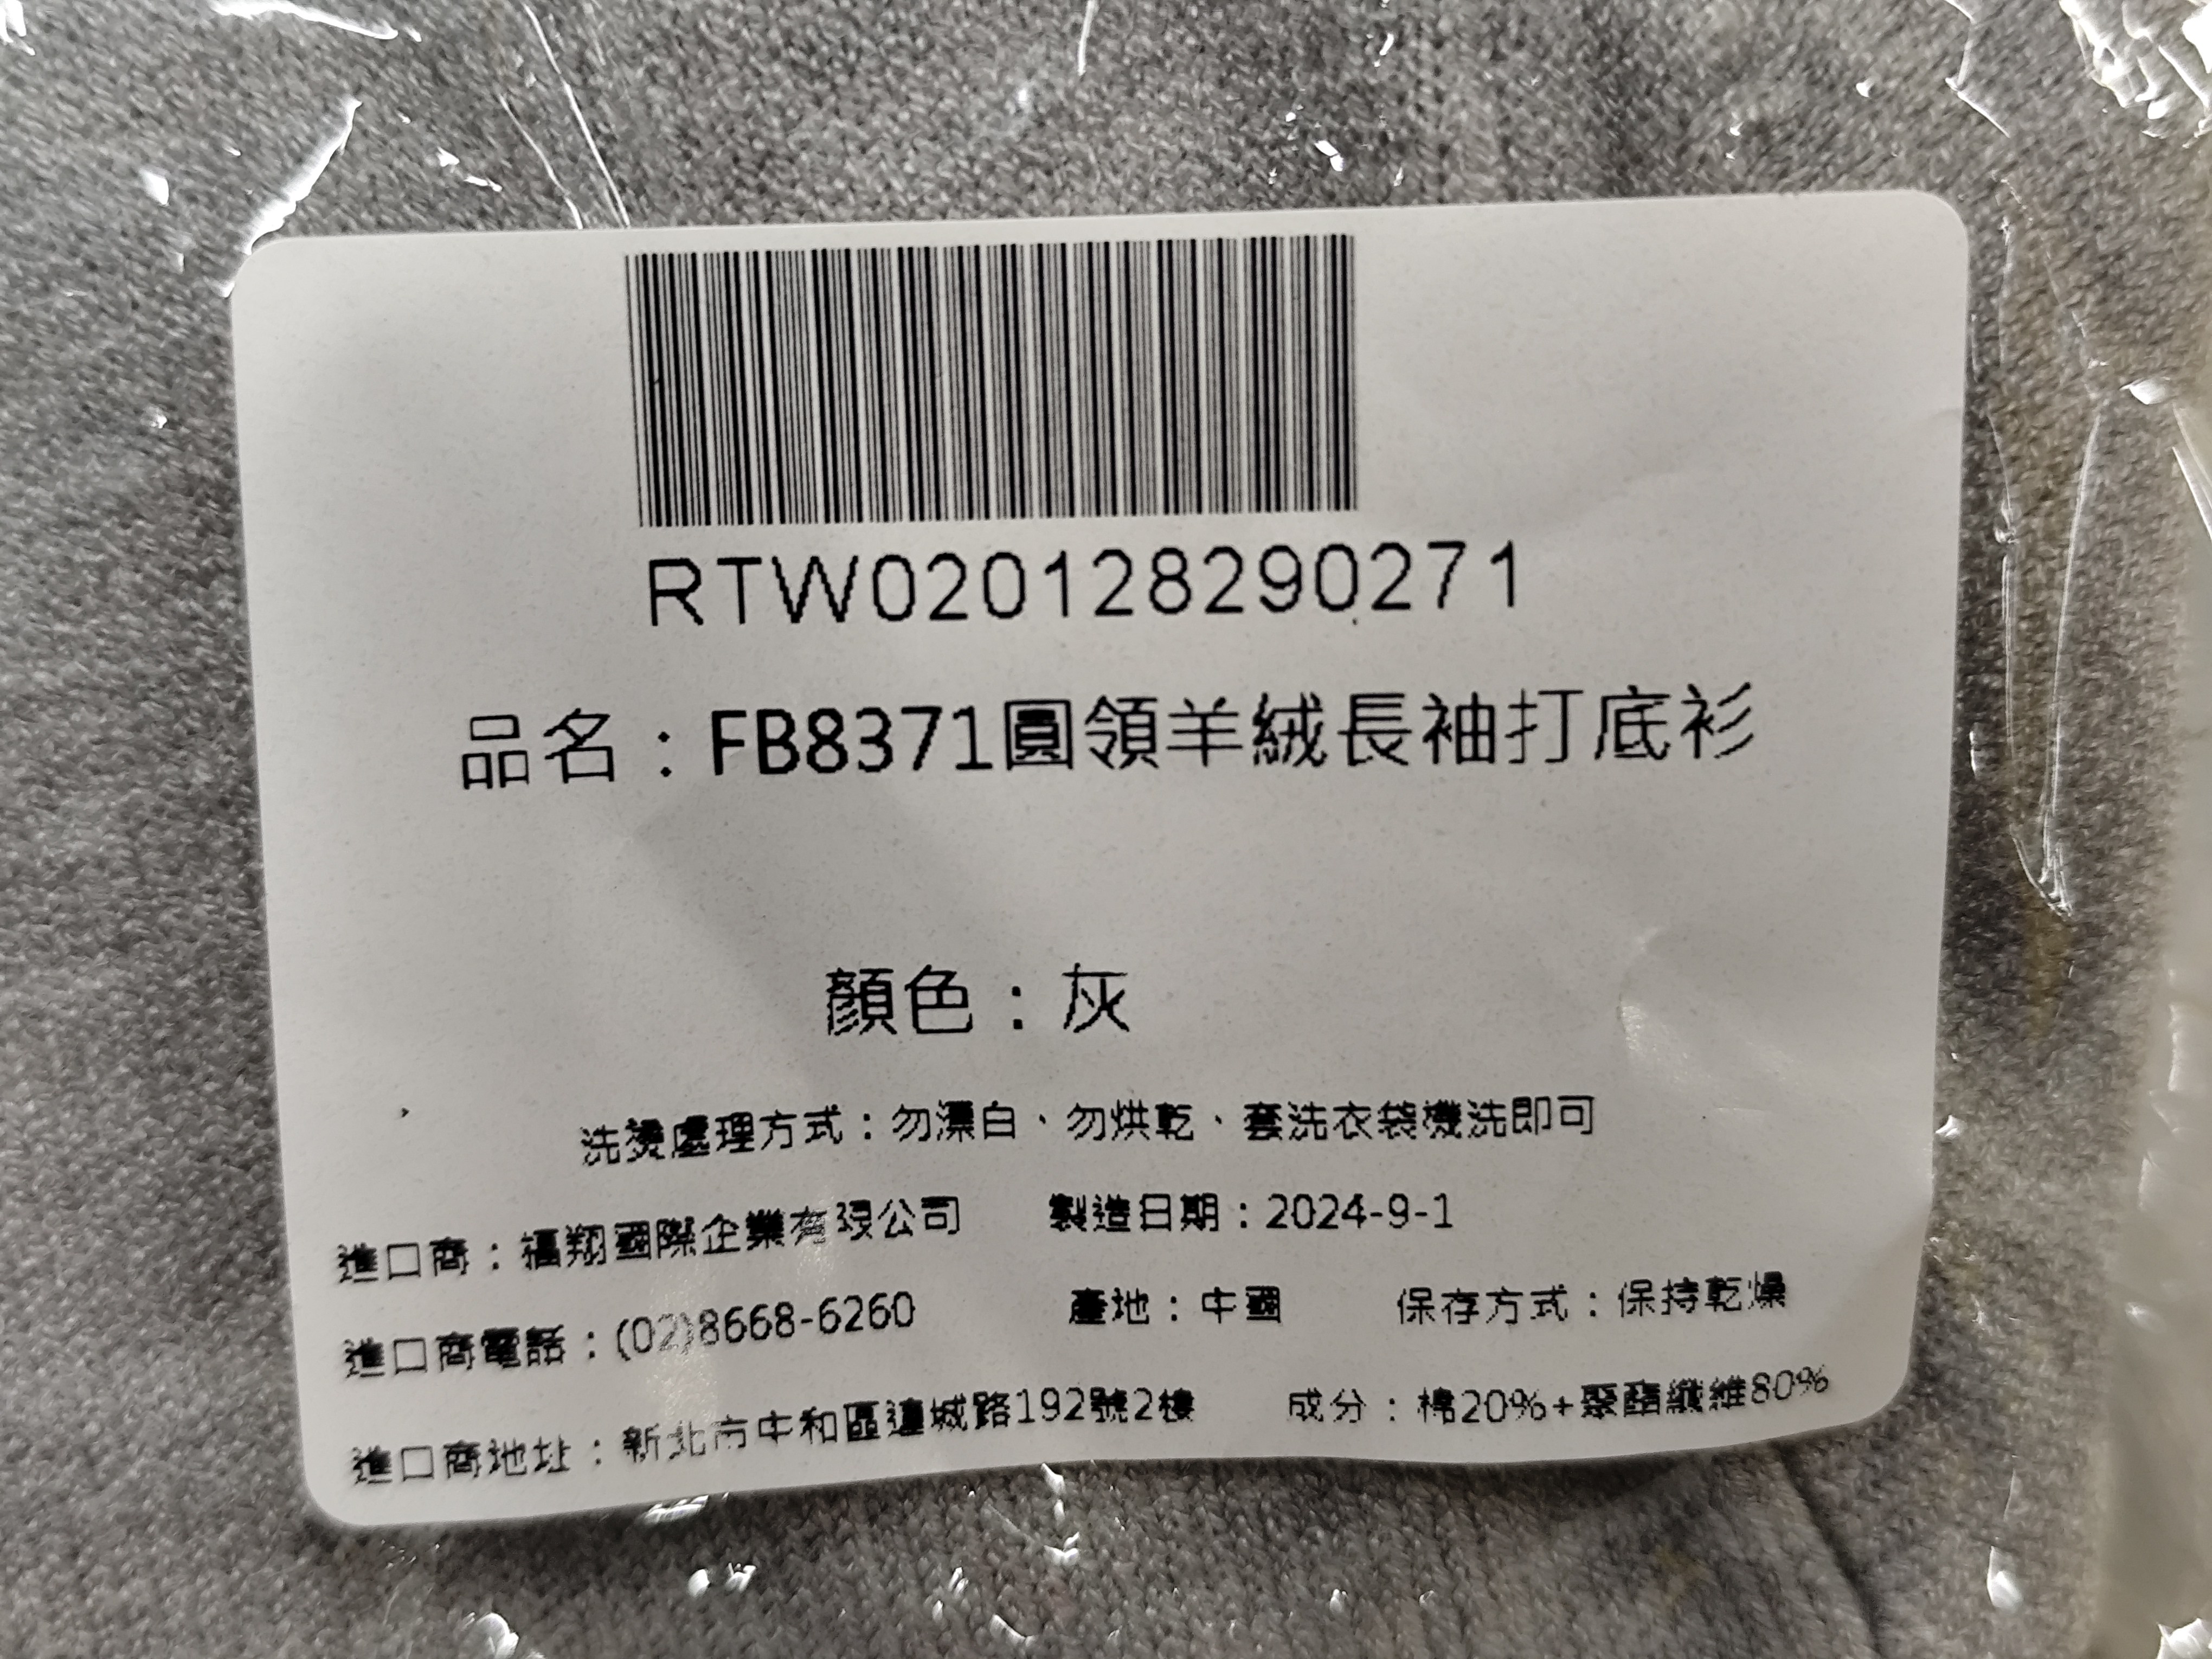 RTW020128290271
品名：FB8371圓領羊絨長袖打底衫
顏色：灰
洗燙處理方式：勿漂白、勿烘乾、套洗衣袋機洗即可
進口商：福翔國際企業有限公司 製造日期：2024-9-1
進口商電話：(02)8668-6260 產地：中國 保存方式：保持乾燥
進口商地址：新北市中和區連城路192號2樓 成分：棉20%+聚酯纖維80%